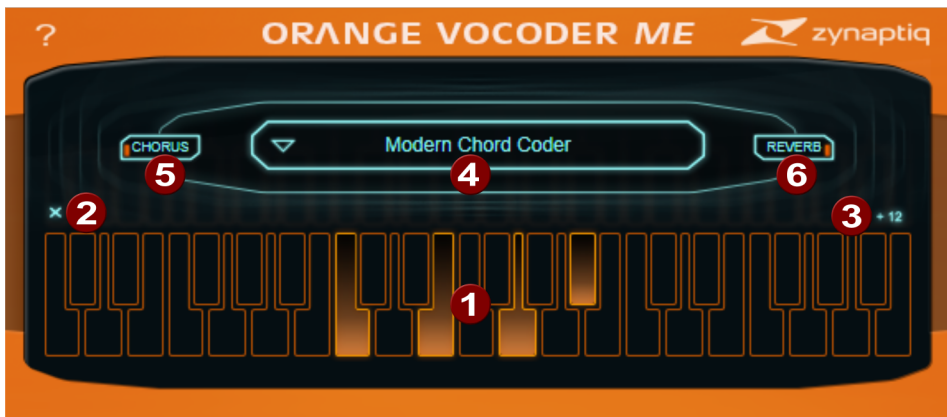 ?
ORANGE VOCODER ME
zynaptiq
CHORUS
Modern Chord Coder
REVERB
5
4
6
× 2
3 + 12
1